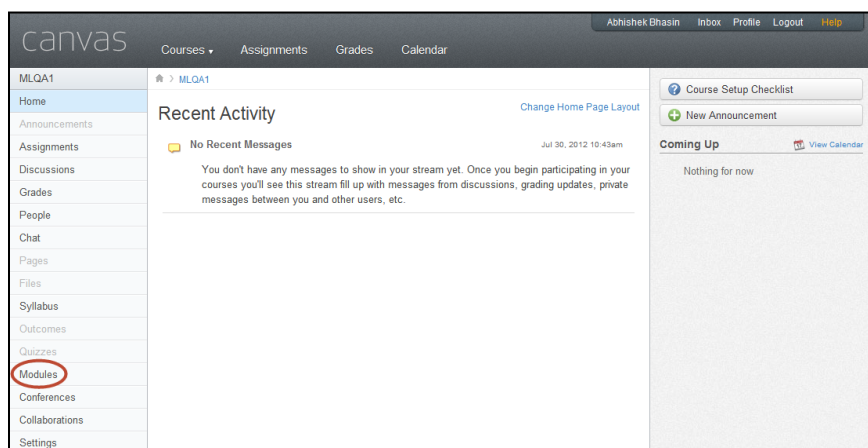 Abhishek Bhasin Inbox Profile Logout Help
canvas
Courses Assignments Grades Calendar
MLQA1
Home
Announcements
Assignments
Discussions
Grades
People
Chat
Pages
Files
Syllabus
Outcomes
Quizzes
Modules
Conferences
Collaborations
Settings
MLQA1
Recent Activity
Change Home Page Layout
No Recent Messages
Jul 30, 2012 10:43am
You don't have any messages to show in your stream yet. Once you begin participating in your
courses you'll see this stream fill up with messages from discussions, grading updates, private
messages between you and other users, etc.
Course Setup Checklist
New Announcement
Coming Up
View Calendar
Nothing for now